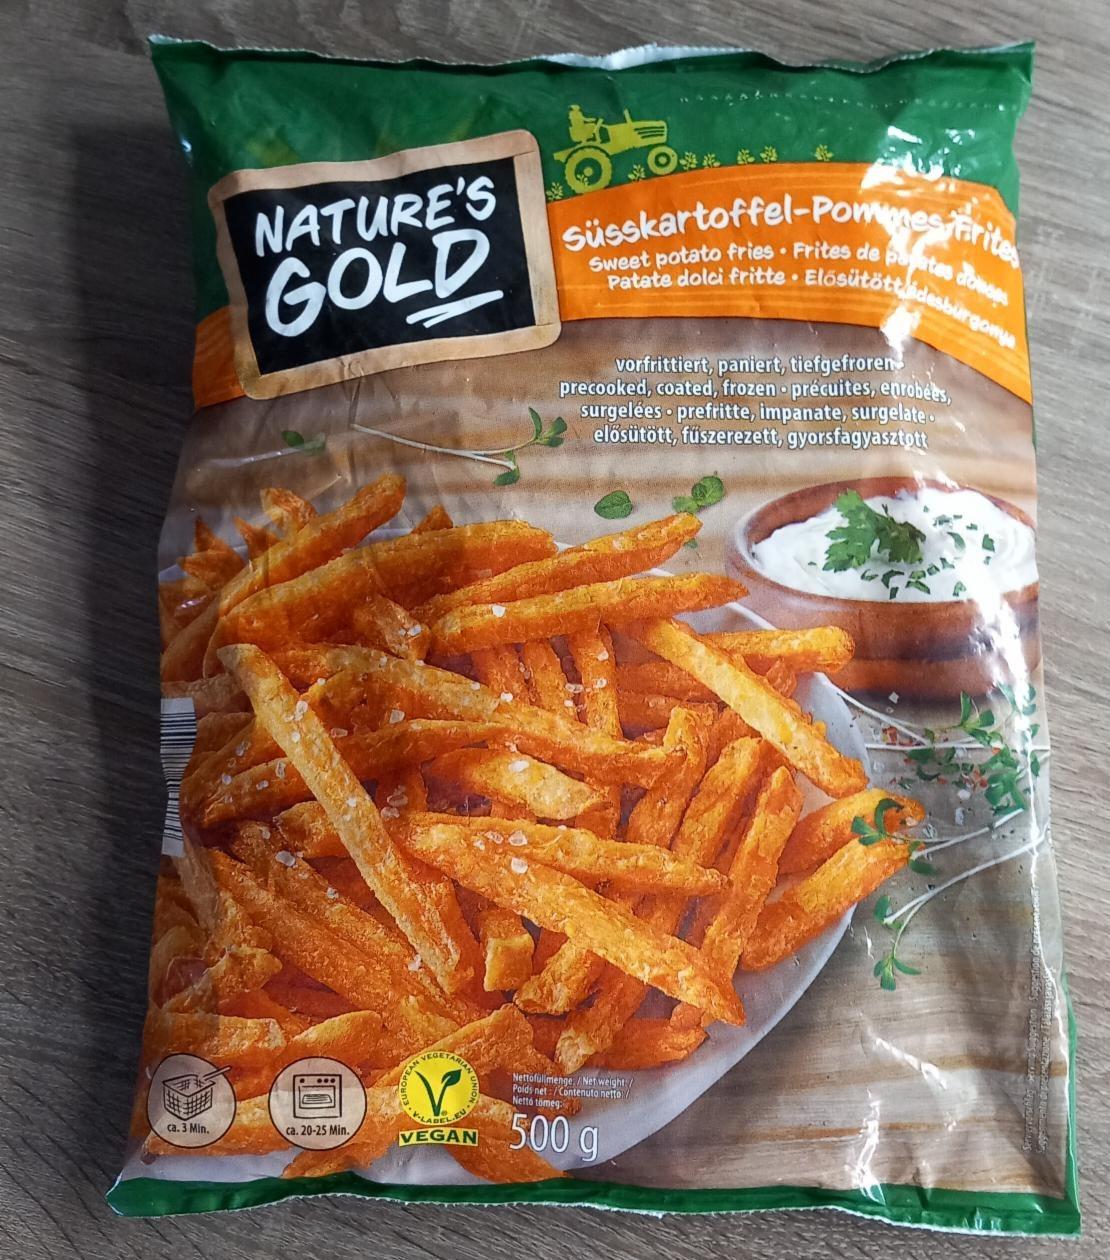 NATURE'S
GOLD
Süsskartoffel-Pommes Frites
Sweet potato fries • Frites de patates douces
Patate dolci fritte • Elősütött édesburgonya
vorfrittiert, paniert, tiefgefroren •
precooked, coated, frozen • précuites, enrobées,
surgelées • prefritte, impanate, surgelate •
elősütött, fűszerezett, gyorsfagyasztott
ca. 3 Min.
ca. 20-25 Min.
EUROPEAN VEGETARIAN UNION
V-LABEL.EU
VEGAN
Nettofüllmenge: / Net weight: /
Poids net : / Contenuto netto: /
Nettó tömeg:
500 g